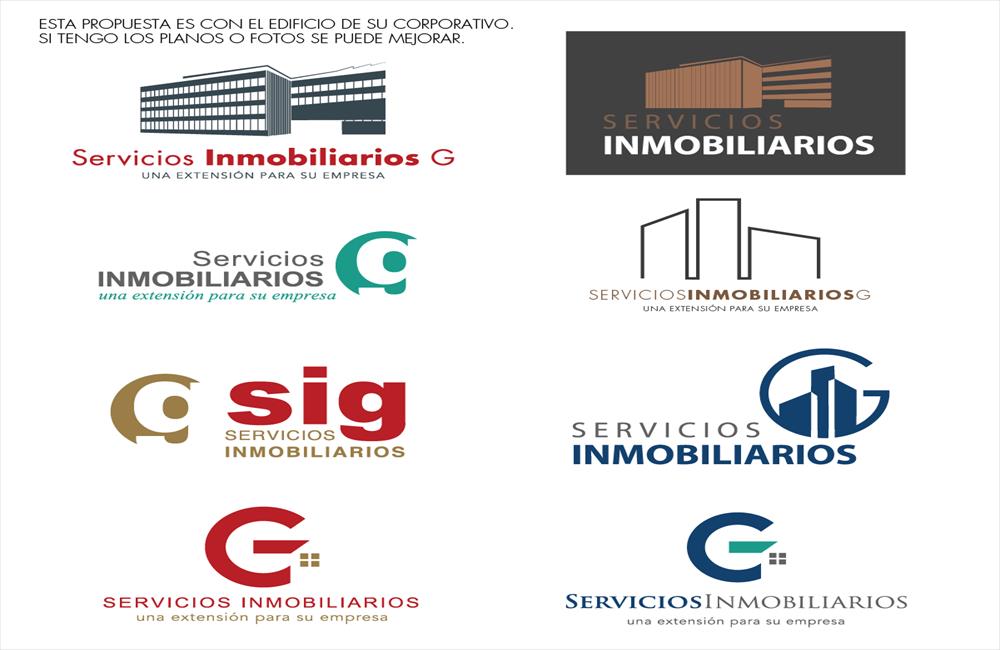 ESTA PROPUESTA ES CON EL EDIFICIO DE SU CORPORATIVO.
SI TENGO LOS PLANOS O FOTOS SE PUEDE MEJORAR.
Servicios Inmobiliarios G
UNA EXTENSIÓN PARA SU EMPRESA
SERVICIOS
INMOBILIARIOS
Servicios
INMOBILIARIOS
una extensión para su empresa
g
SERVICIOSINMOBILIARIOSG
UNA EXTENSIÓN PARA SU EMPRESA
g
sig
SERVICIOS
INMOBILIARIOS
G
SERVICIOS
INMOBILIARIOS
G
SERVICIOS INMOBILIARIOS
una extensión para su empresa
G
SERVICIOSINMOBILIARIOS
una extensión para su empresa